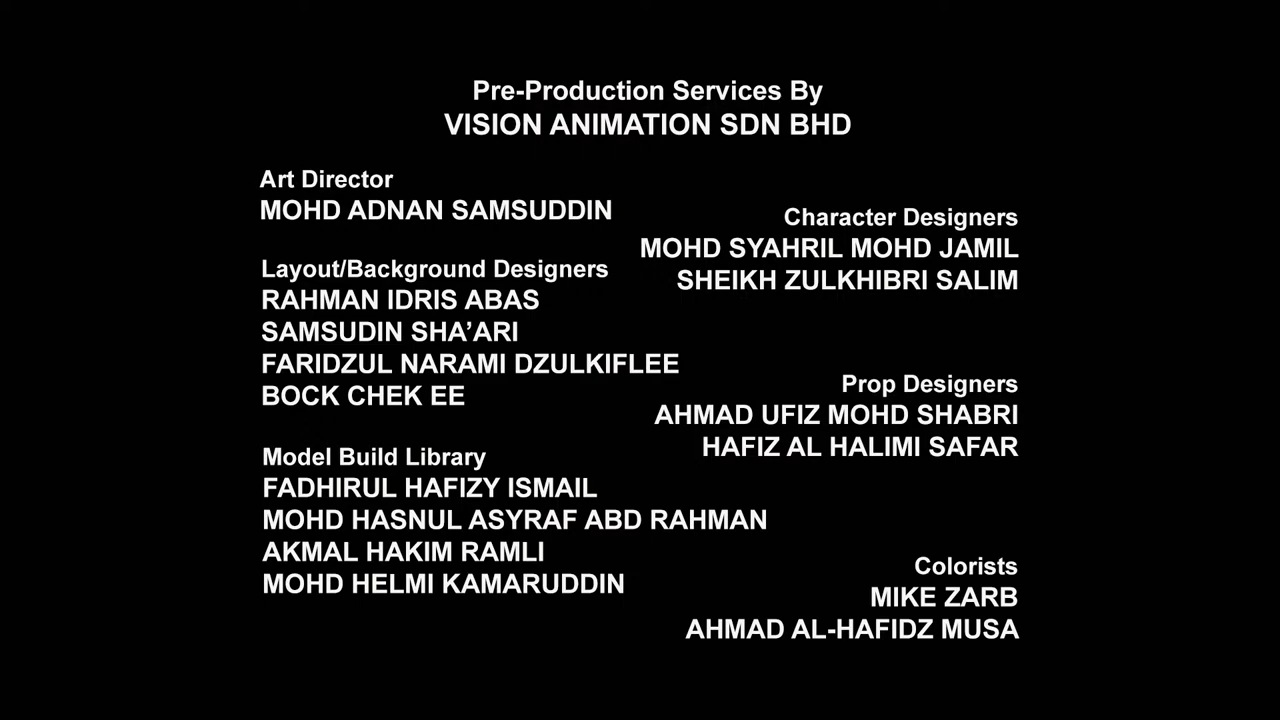 Pre-Production Services By
VISION ANIMATION SDN BHD
Art Director
MOHD ADNAN SAMSUDDIN
Layout/Background Designers
RAHMAN IDRIS ABAS
SAMSUDIN SHA’ARI
FARIDZUL NARAMI DZULKIFLEE
BOCK CHEK EE
Model Build Library
FADHIRUL HAFIZY ISMAIL
MOHD HASNUL ASYRAF ABD RAHMAN
AKMAL HAKIM RAMLI
MOHD HELMI KAMARUDDIN
Character Designers
MOHD SYAHRIL MOHD JAMIL
SHEIKH ZULKHIBRI SALIM
Prop Designers
AHMAD UFIZ MOHD SHABRI
HAFIZ AL HALIMI SAFAR
Colorists
MIKE ZARB
AHMAD AL-HAFIDZ MUSA